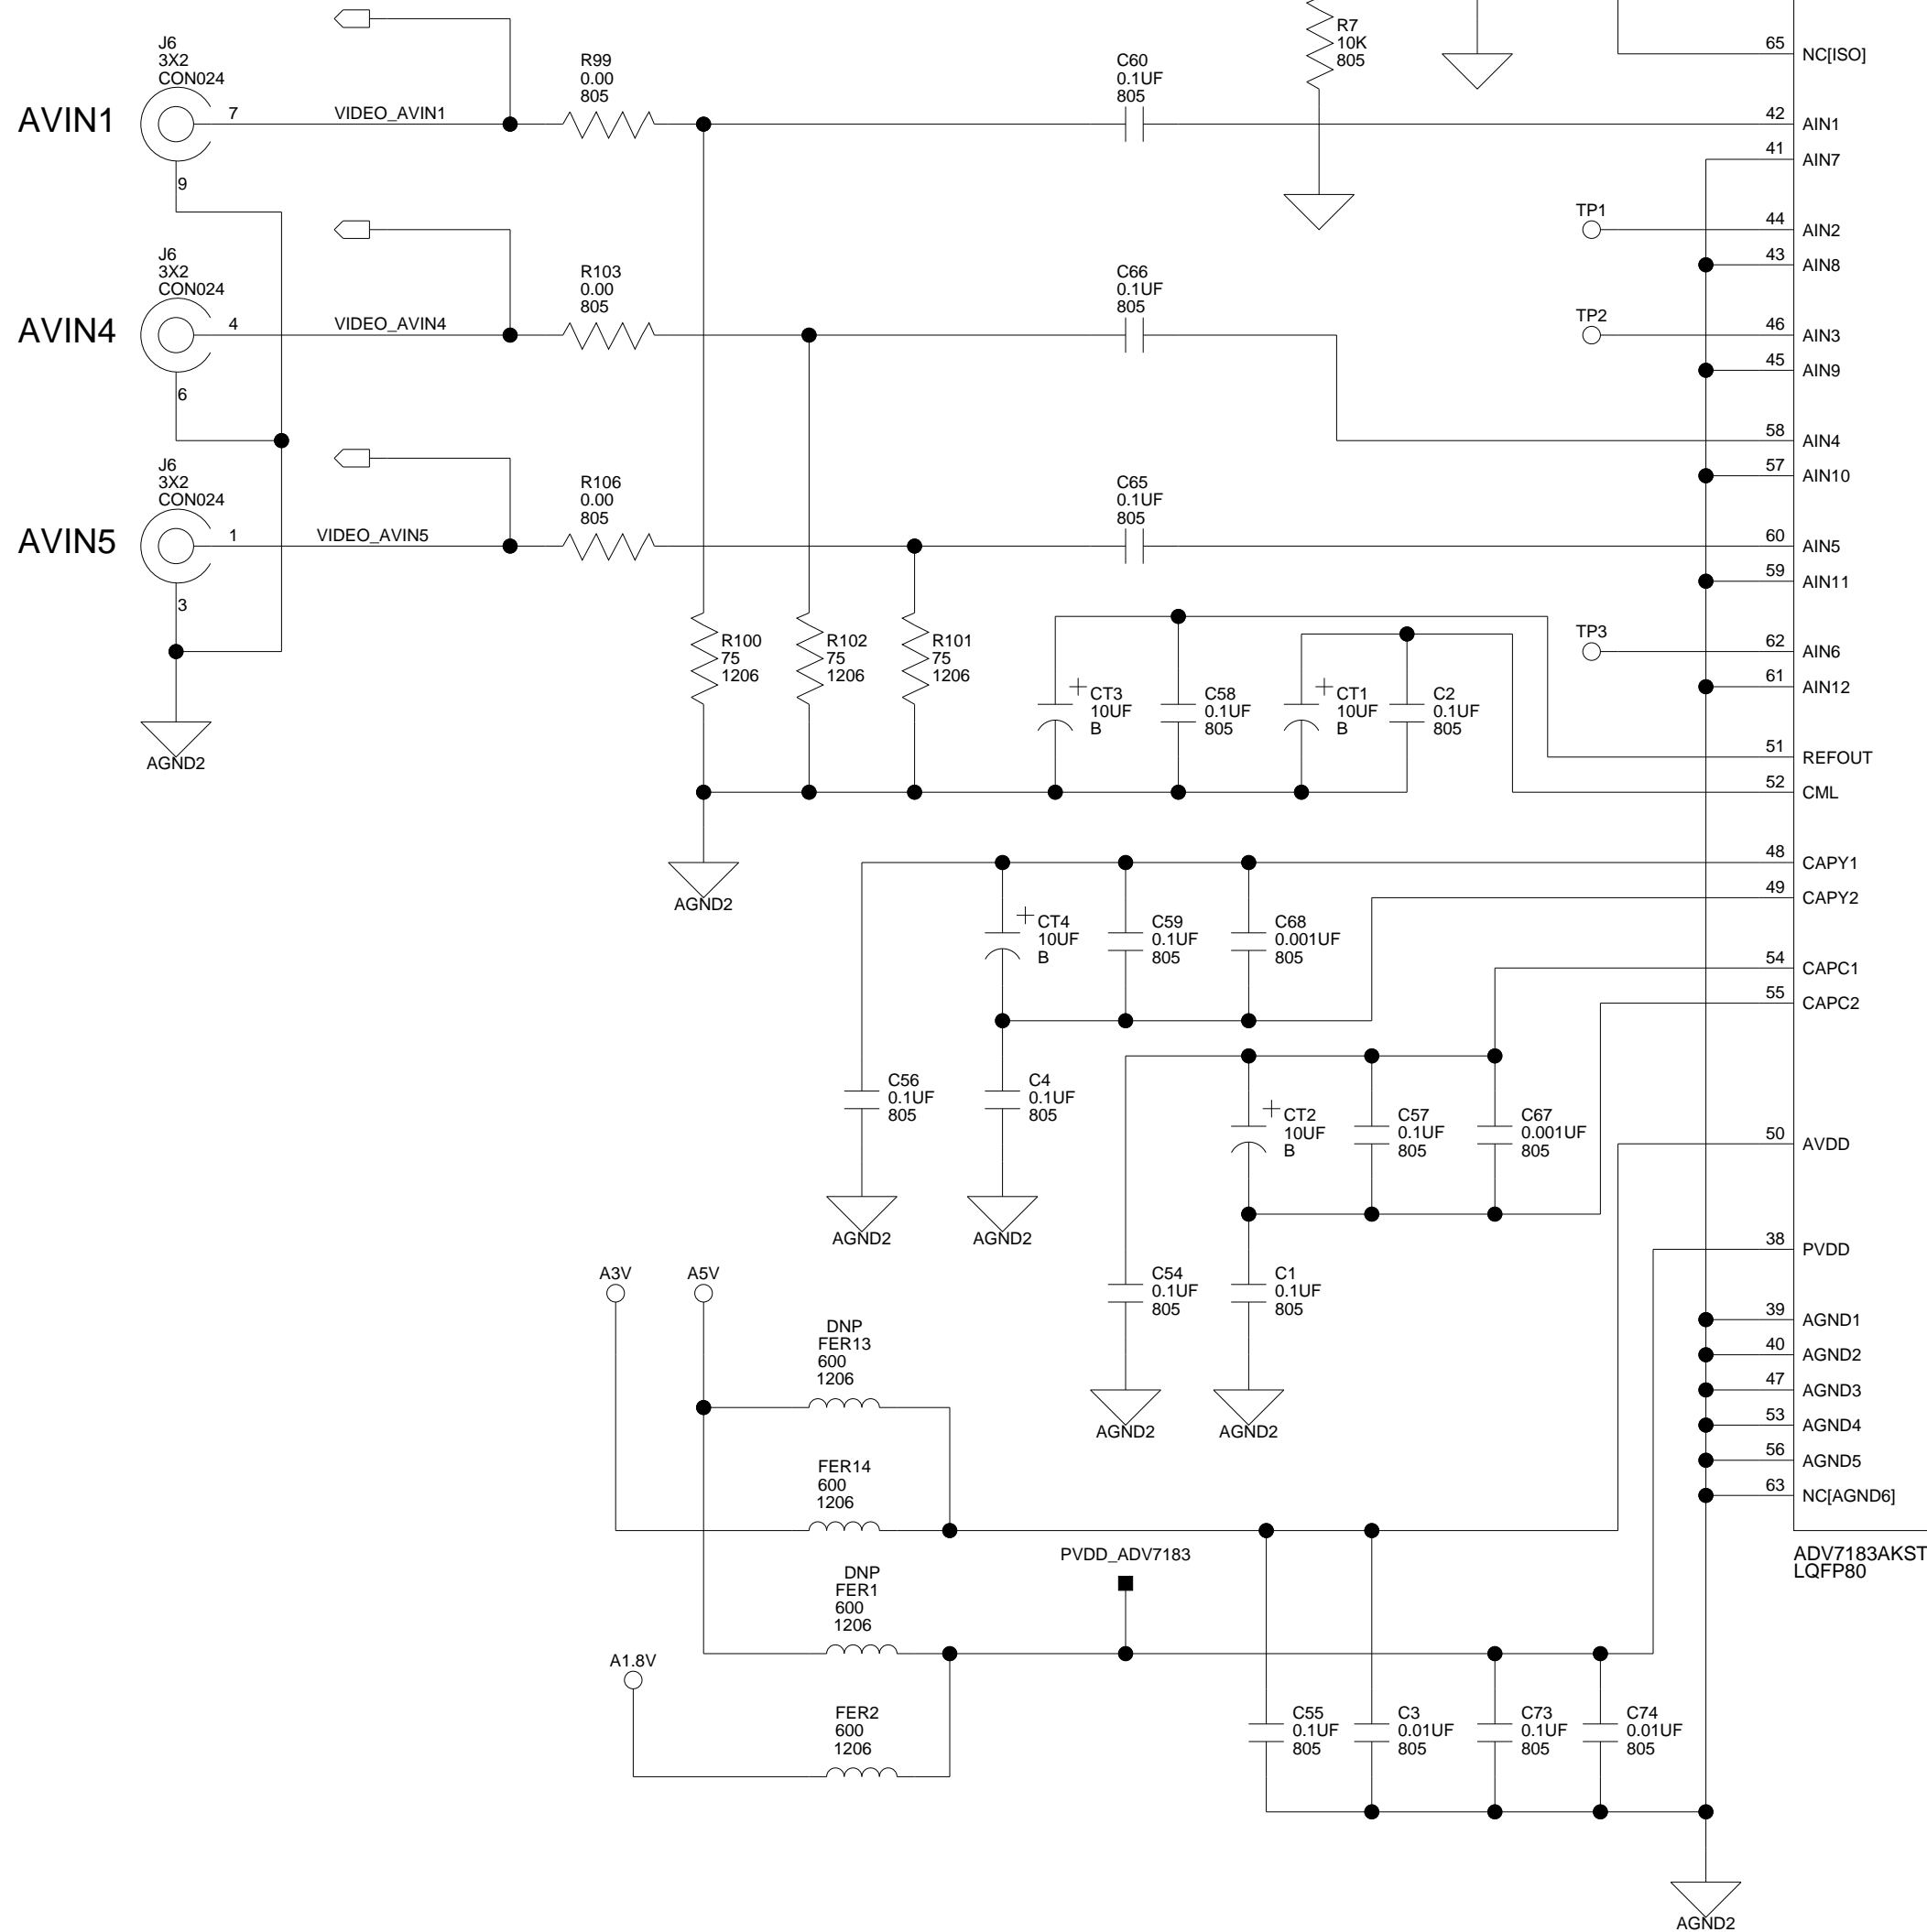 R7
10K
805
65 NC[ISO]
J6
3X2
CON024
AVIN1
7
VIDEO_AVIN1
9
R99
0.00
805
C60
0.1UF
805
42 AIN1
41 AIN7
TP1
44 AIN2
43 AIN8
J6
3X2
CON024
AVIN4
4
VIDEO_AVIN4
6
R103
0.00
805
C66
0.1UF
805
TP2
46 AIN3
45 AIN9
58 AIN4
57 AIN10
J6
3X2
CON024
AVIN5
1
VIDEO_AVIN5
3
AGND2
R106
0.00
805
C65
0.1UF
805
60 AIN5
59 AIN11
TP3
62 AIN6
61 AIN12
R100
75
1206
R102
75
1206
R101
75
1206
+
CT3
10UF
B
C58
0.1UF
805
+
CT1
10UF
B
C2
0.1UF
805
51 REFOUT
52 CML
AGND2
48 CAPY1
49 CAPY2
+
CT4
10UF
B
C59
0.1UF
805
C68
0.001UF
805
54 CAPC1
55 CAPC2
C56
0.1UF
805
AGND2
C4
0.1UF
805
AGND2
+
CT2
10UF
B
C57
0.1UF
805
C67
0.001UF
805
50 AVDD
38 PVDD
C54
0.1UF
805
AGND2
C1
0.1UF
805
AGND2
39 AGND1
40 AGND2
47 AGND3
53 AGND4
56 AGND5
63 NC[AGND6]
ADV7183AKST
LQFP80
A3V
A5V
DNP
FER13
600
1206
FER14
600
1206
PVDD_ADV7183
DNP
FER1
600
1206
A1.8V
FER2
600
1206
C55
0.1UF
805
C3
0.01UF
805
C73
0.1UF
805
C74
0.01UF
805
AGND2